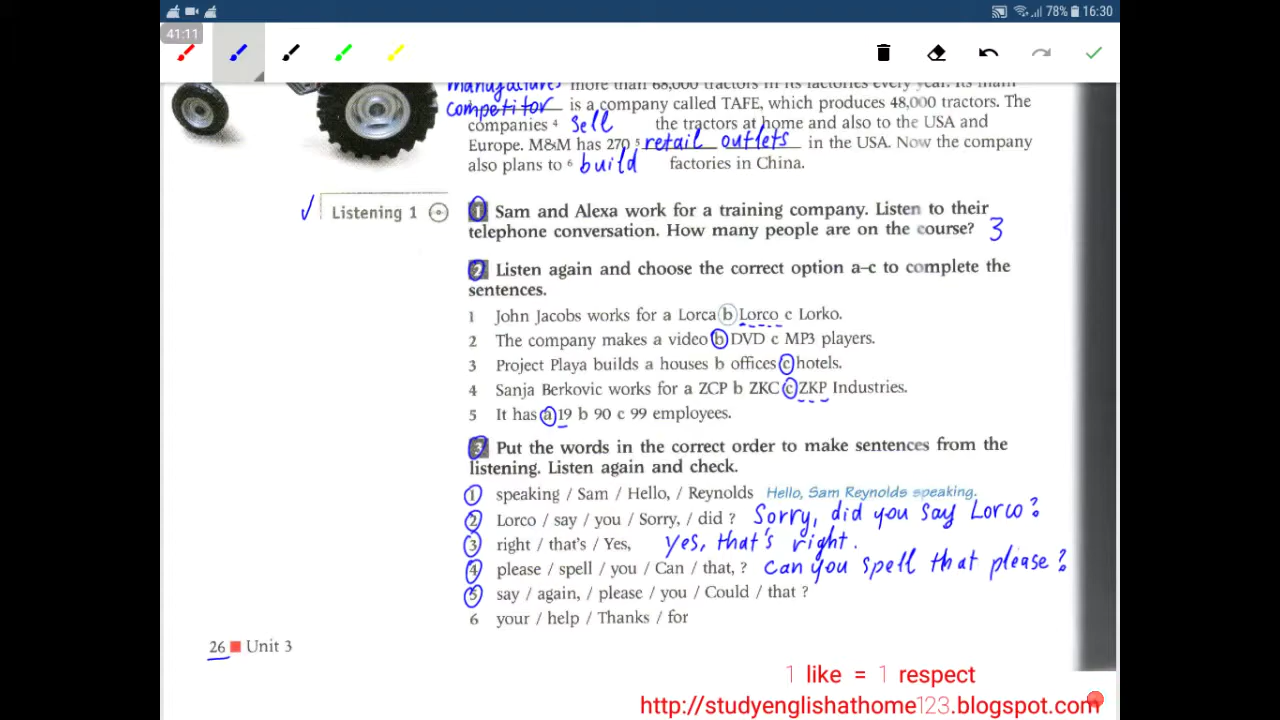 78% 16:30
41:11
manufactures more than 68,000 tractors in its factories every year. Its main
competitor is a company called TAFE, which produces 48,000 tractors. The
companies 4 sell the tractors at home and also to the USA and
Europe. M&M has 270 5 retail outlets in the USA. Now the company
also plans to 6 build factories in China.
Listening 1
1 Sam and Alexa work for a training company. Listen to their
telephone conversation. How many people are on the course? 3
2 Listen again and choose the correct option a–c to complete the
sentences.
1 John Jacobs works for a Lorca b Lorco c Lorko.
2 The company makes a video b DVD c MP3 players.
3 Project Playa builds a houses b offices c hotels.
4 Sanja Berkovic works for a ZCP b ZKC c ZKP Industries.
5 It has a 19 b 90 c 99 employees.
3 Put the words in the correct order to make sentences from the
listening. Listen again and check.
1 speaking / Sam / Hello, / Reynolds Hello, Sam Reynolds speaking.
2 Lorco / say / you / Sorry, / did ? Sorry, did you say Lorco?
3 right / that's / Yes, Yes, that's right.
4 please / spell / you / Can / that, ? Can you spell that please?
5 say / again, / please / you / Could / that ?
6 your / help / Thanks / for
26 Unit 3
1 like = 1 respect
http://studyenglishathome123.blogspot.com